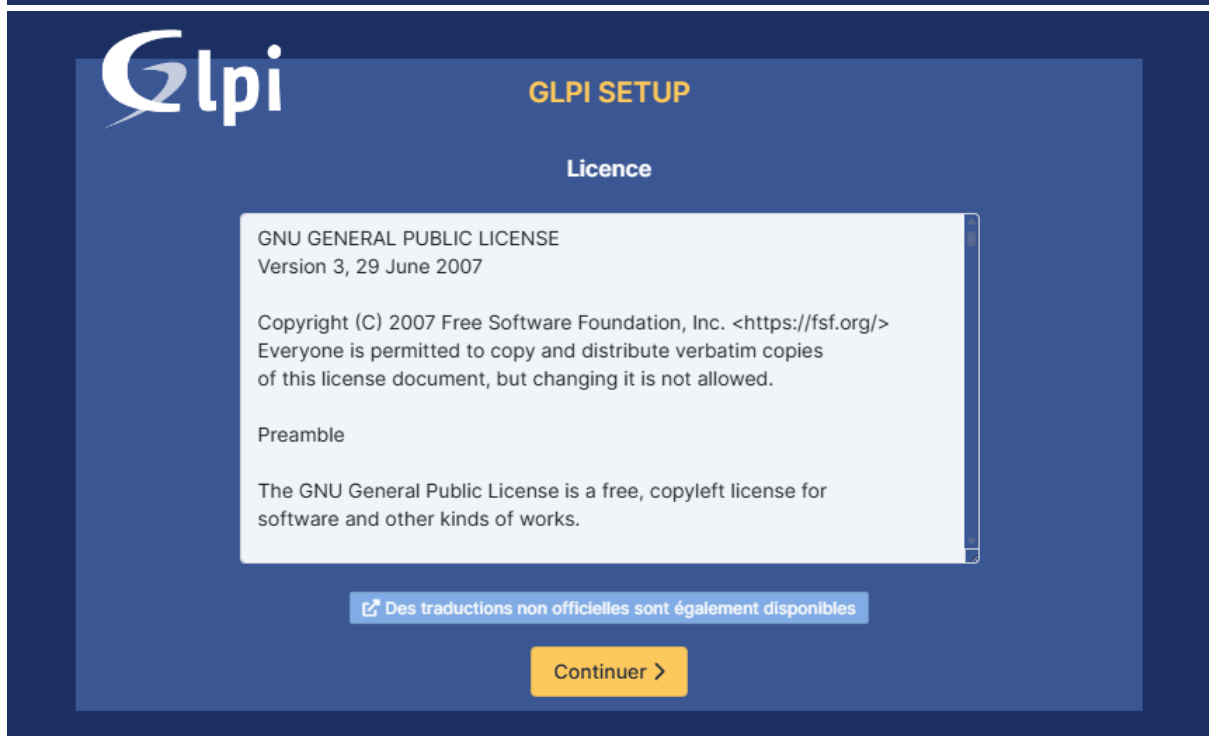 Glpi
GLPI SETUP
Licence
GNU GENERAL PUBLIC LICENSE
Version 3, 29 June 2007
Copyright (C) 2007 Free Software Foundation, Inc. <https://fsf.org/>
Everyone is permitted to copy and distribute verbatim copies
of this license document, but changing it is not allowed.
Preamble
The GNU General Public License is a free, copyleft license for
software and other kinds of works.
Des traductions non officielles sont également disponibles
Continuer